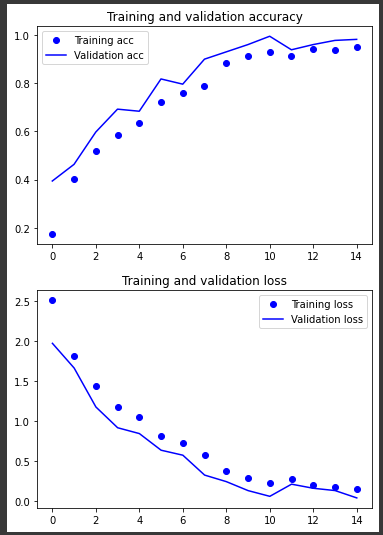 Training and validation accuracy
1.0
Training acc
Validation acc
0.8
0.6
0.4
0.2
0 2 4 6 8 10 12 14
Training and validation loss
2.5
Training loss
Validation loss
2.0
1.5
1.0
0.5
0.0
0 2 4 6 8 10 12 14